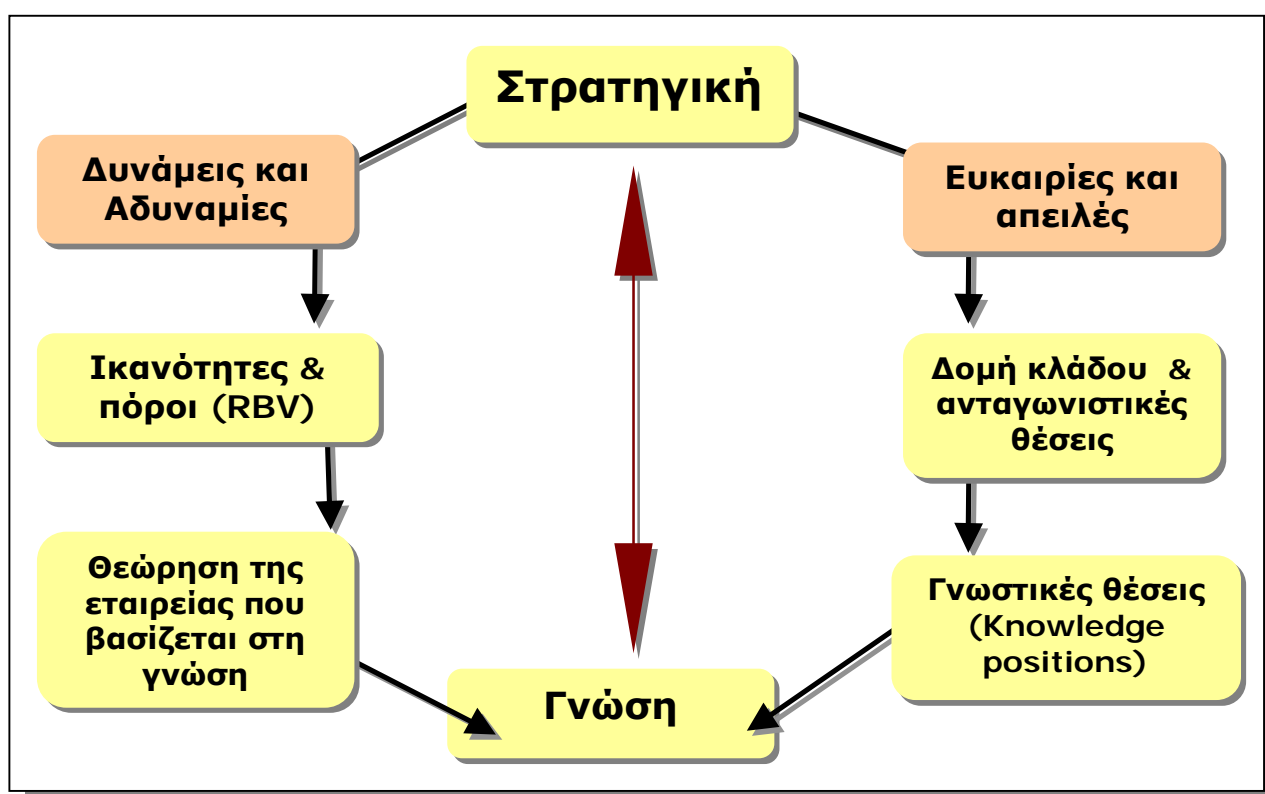 Στρατηγική
Δυνάμεις και
Αδυναμίες
Ευκαιρίες και
απειλές
Ικανότητες &
πόροι (RBV)
Δομή κλάδου &
ανταγωνιστικές
θέσεις
Θεώρηση της
εταιρείας που
βασίζεται στη
γνώση
Γνωστικές θέσεις
(Knowledge
positions)
Γνώση